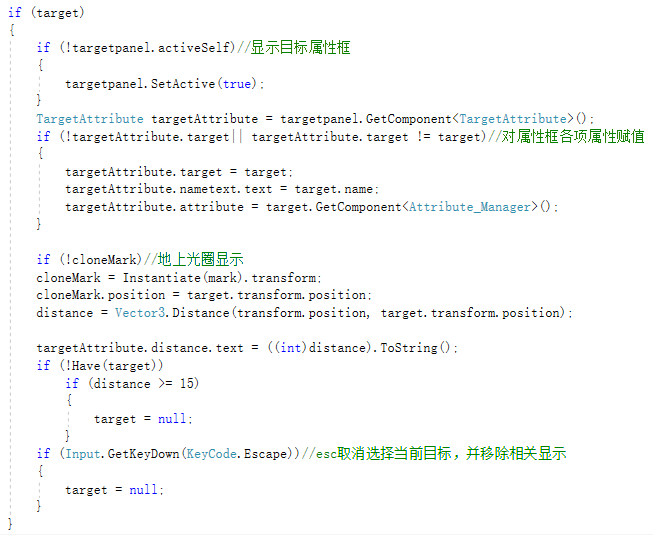 if (target)
{
if (!targetpanel.activeSelf)//显示目标属性框
{
targetpanel.SetActive(true);
}
TargetAttribute targetAttribute = targetpanel.GetComponent<TargetAttribute>();
if (!targetAttribute.target|| targetAttribute.target != target)//对属性框各项属性赋值
{
targetAttribute.target = target;
targetAttribute.nametext.text = target.name;
targetAttribute.attribute = target.GetComponent<Attribute_Manager>();
}
if (!cloneMark)//地上光圈显示
cloneMark = Instantiate(mark).transform;
cloneMark.position = target.transform.position;
distance = Vector3.Distance(transform.position, target.transform.position);
targetAttribute.distance.text = ((int)distance).ToString();
if (!Have(target))
if (distance >= 15)
{
target = null;
}
if (Input.GetKeyDown(KeyCode.Escape))//esc取消选择当前目标，并移除相关显示
{
target = null;
}
}